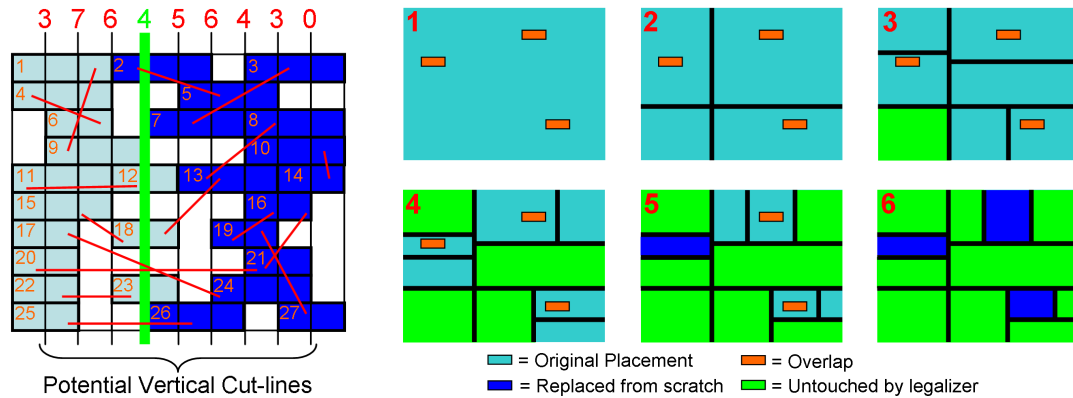 3 7 6 4 5 6 4 3 0
1 2 3
4 5
6 7 8
9 10
11 12 13 14
15 16
17 18 19
20 21
22 23 24
25 26 27
Potential Vertical Cut-lines
1 2 3
4 5 6
= Original Placement = Overlap
= Replaced from scratch = Untouched by legalizer